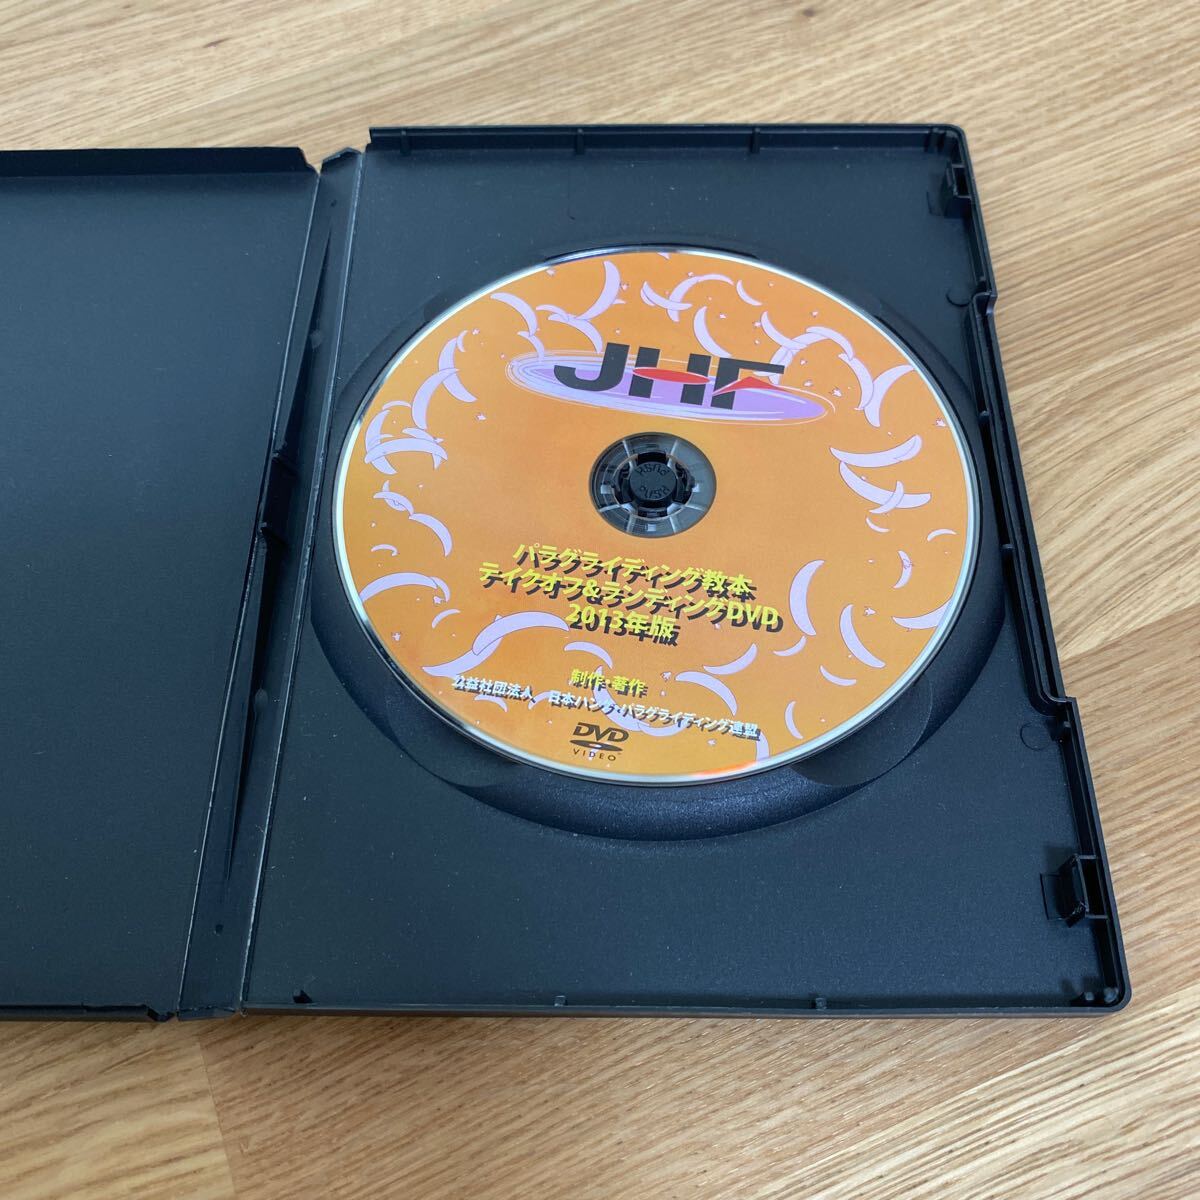 JHF
PUSH
PUSH
パラグライディング教本
テイクオフ&ランディングDVD
2013年版
制作・著作
公益社団法人 日本ハング・パラグライディング連盟
DVD
VIDEO